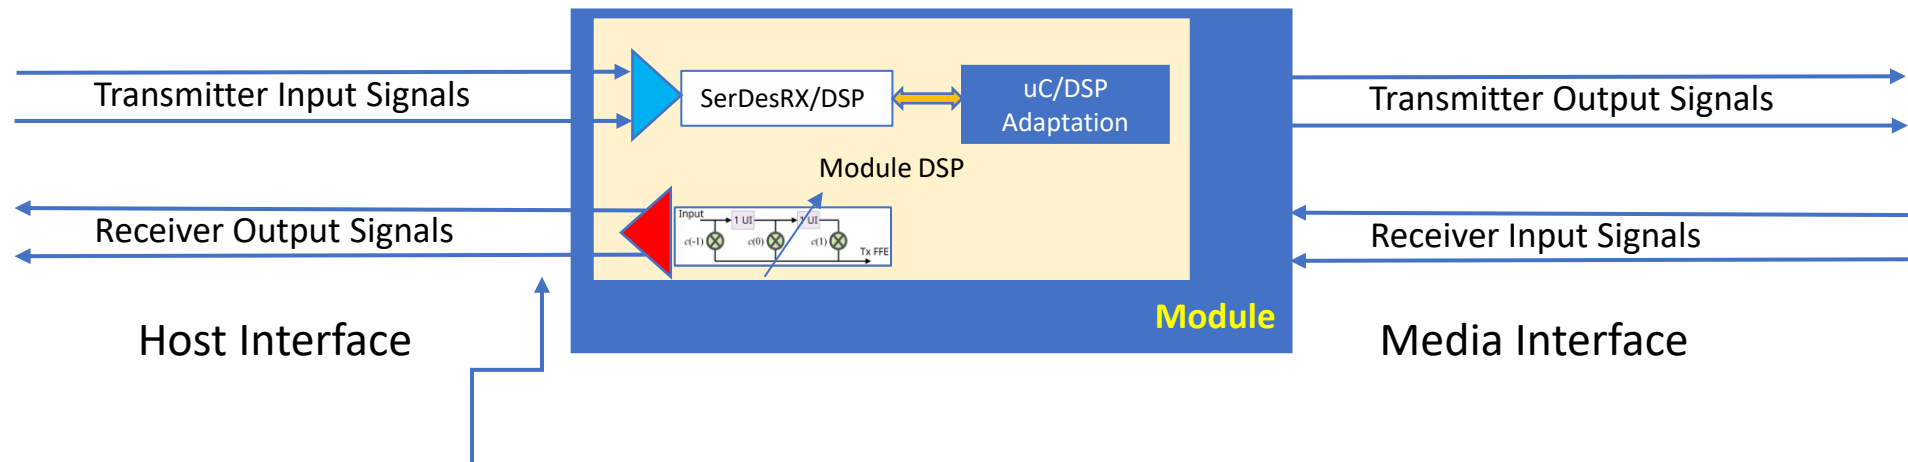 Transmitter Input Signals
SerDesRX/DSP
uC/DSP
Adaptation
Transmitter Output Signals
Module DSP
Receiver Output Signals
Input
1 UI
1 UI
c(-1)
c(0)
c(1)
Tx FFE
Receiver Input Signals
Module
Host Interface
Media Interface